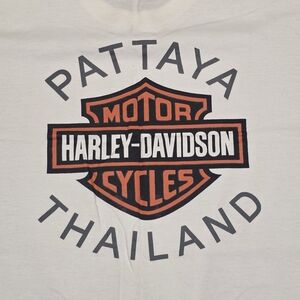 PATTAYA
MOTOR
HARLEY-DAVIDSON
CYCLES
THAILAND